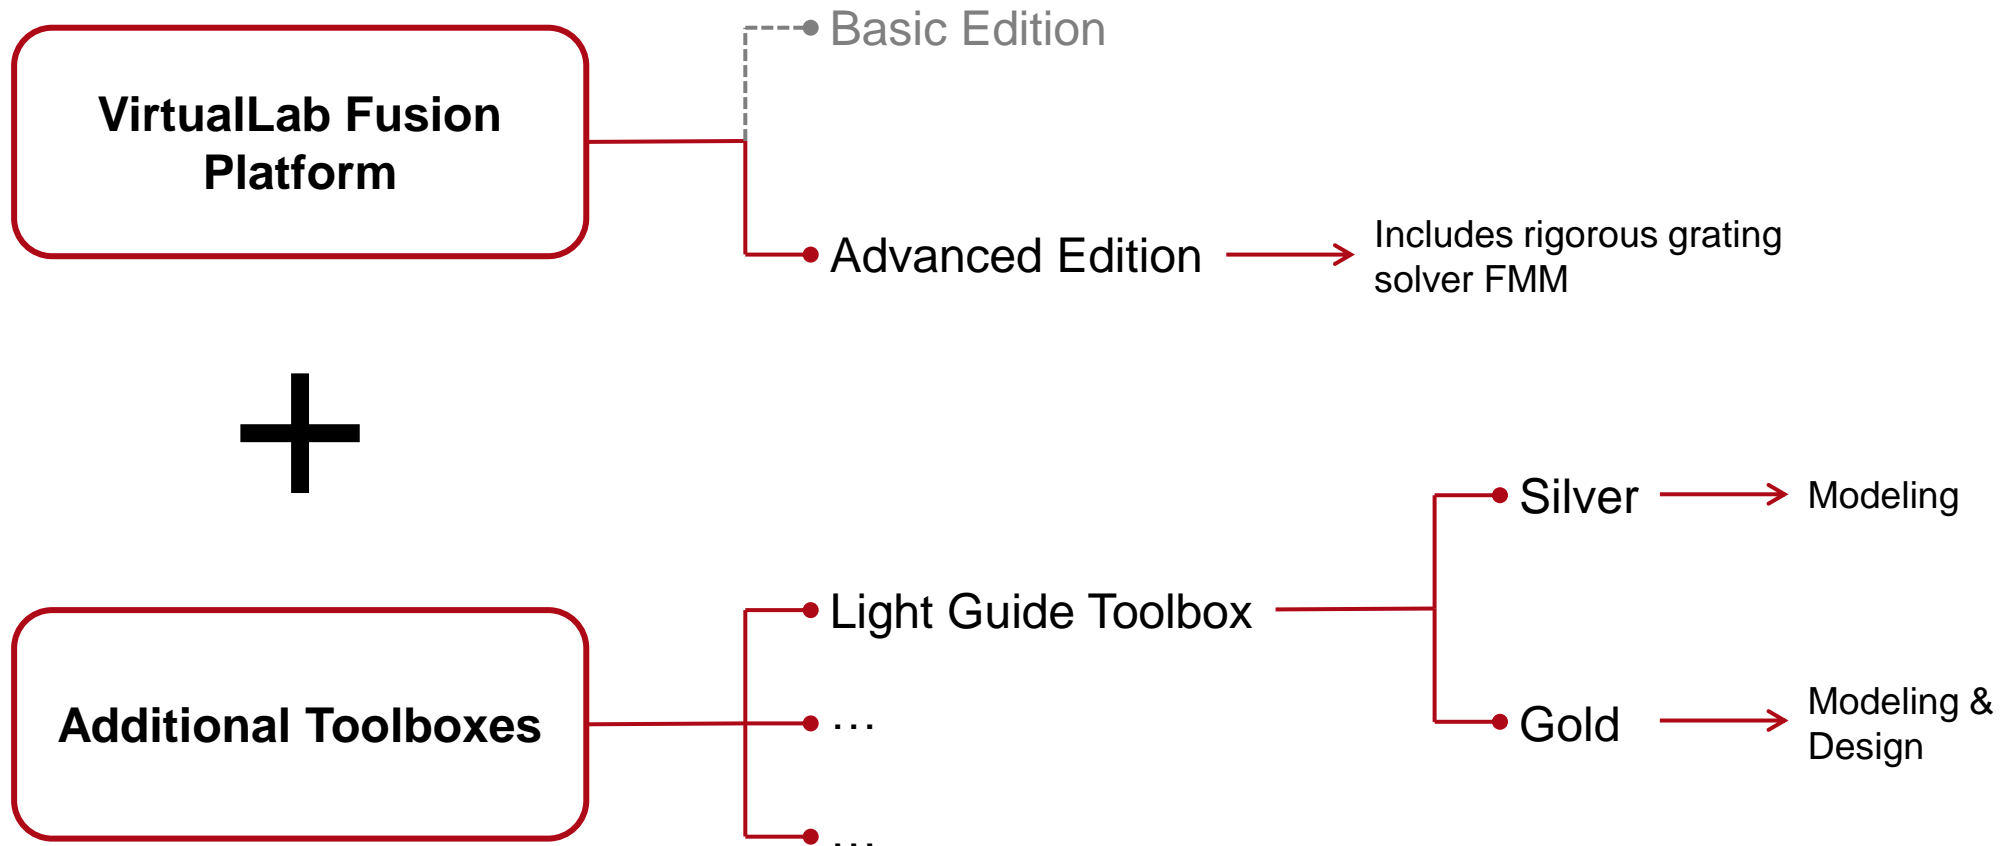 Basic Edition
VirtualLab Fusion
Platform
Advanced Edition
Includes rigorous grating
solver FMM
+
Silver
Modeling
Light Guide Toolbox
Additional Toolboxes
...
Gold
Modeling &
Design
...